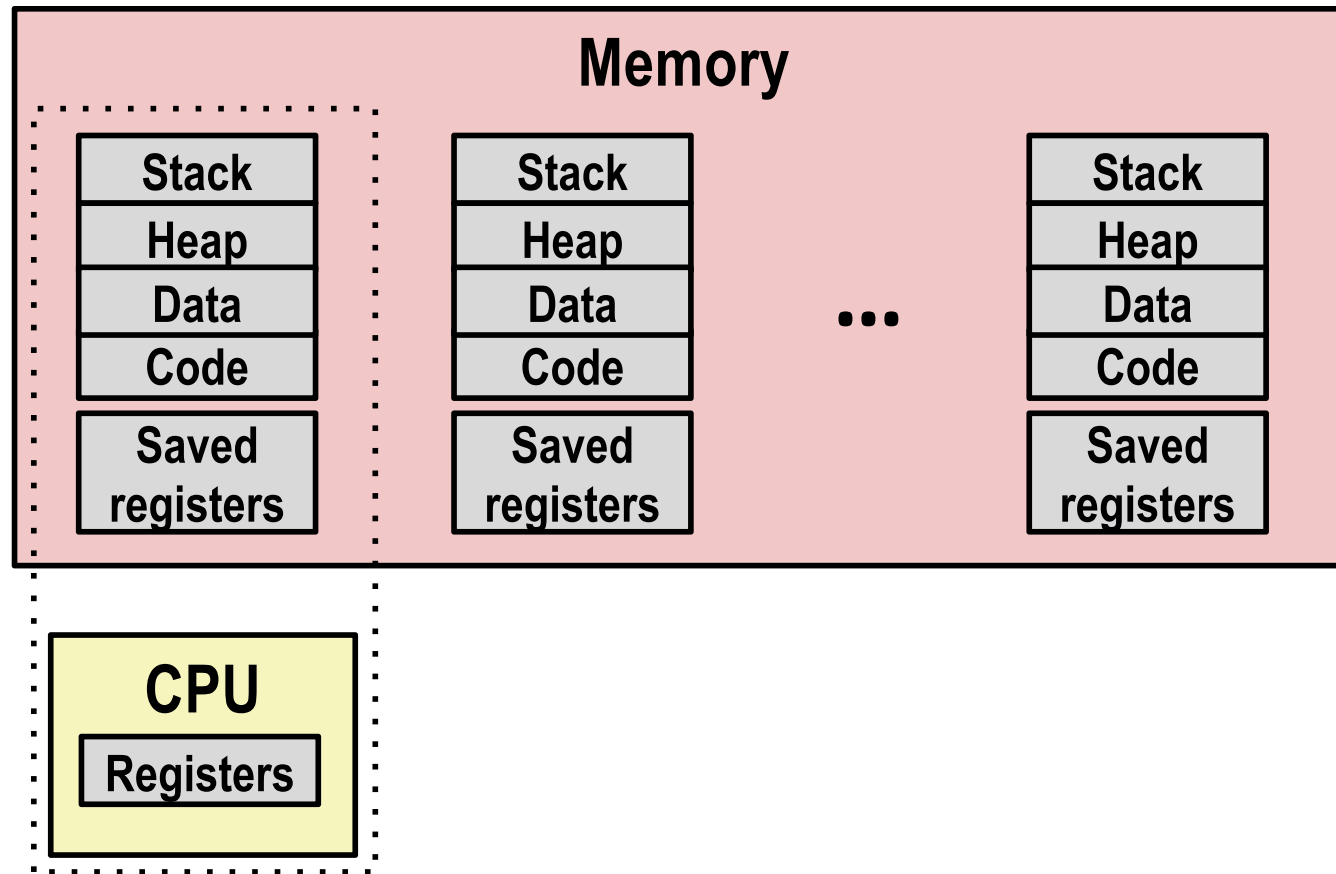 Memory
Stack
Heap
Data
Code
Saved
registers
Stack
Heap
Data
Code
Saved
registers
...
Stack
Heap
Data
Code
Saved
registers
CPU
Registers